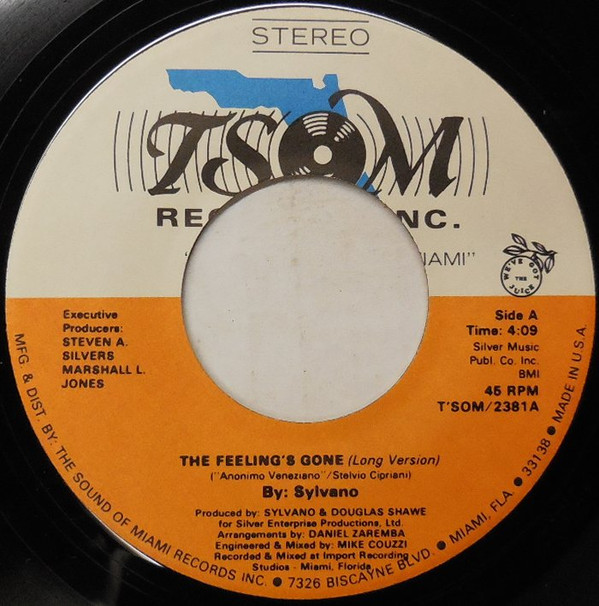 STEREO
TSOM
REC NC.
"
IAMI"
WE'VE GOT
THE
JUICE
Executive
Producers:
STEVEN A.
SILVERS
MARSHALL L.
JONES
Side A
Time: 4:09
Silver Music
Publ. Co. Inc.
BMI
45 RPM
T'SOM/2381A
THE FEELING'S GONE (Long Version)
("Anonimo Veneziano"/Stelvio Cipriani)
By: Sylvano
Produced by: SYLVANO & DOUGLAS SHAWE
for Silver Enterprise Productions, Ltd.
Arrangements by: DANIEL ZAREMBA
Engineered & Mixed by: MIKE COUZZI
Recorded & Mixed at Import Recording
Studios - Miami, Florida
MFG. & DIST. BY: THE SOUND OF MIAMI RECORDS INC. ● 7326 BISCAYNE BLVD. ● MIAMI, FLA. ● 33138 ● MADE IN U.S.A.